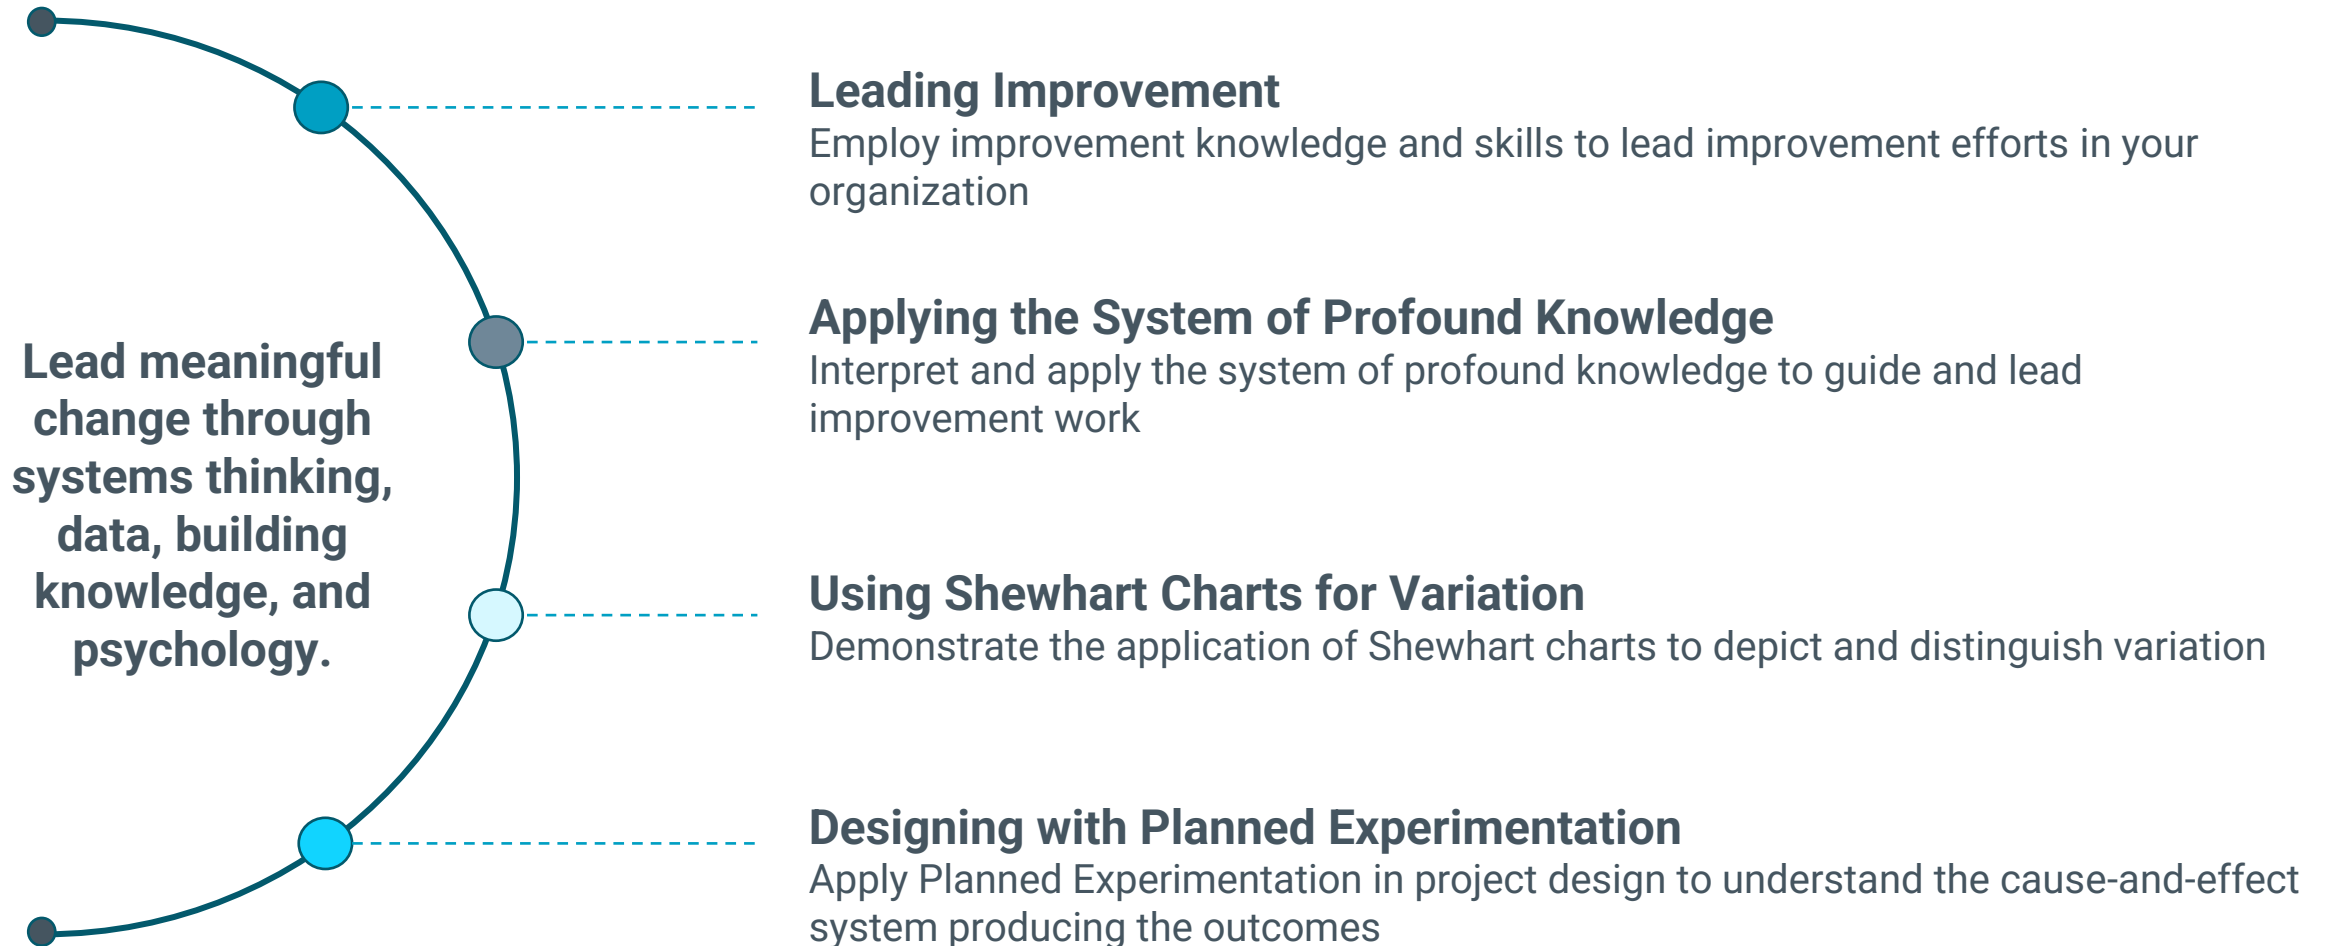 Lead meaningful
change through
systems thinking,
data, building
knowledge, and
psychology.
Leading Improvement
Employ improvement knowledge and skills to lead improvement efforts in your
organization
Applying the System of Profound Knowledge
Interpret and apply the system of profound knowledge to guide and lead
improvement work
Using Shewhart Charts for Variation
Demonstrate the application of Shewhart charts to depict and distinguish variation
Designing with Planned Experimentation
Apply Planned Experimentation in project design to understand the cause-and-effect
system producing the outcomes